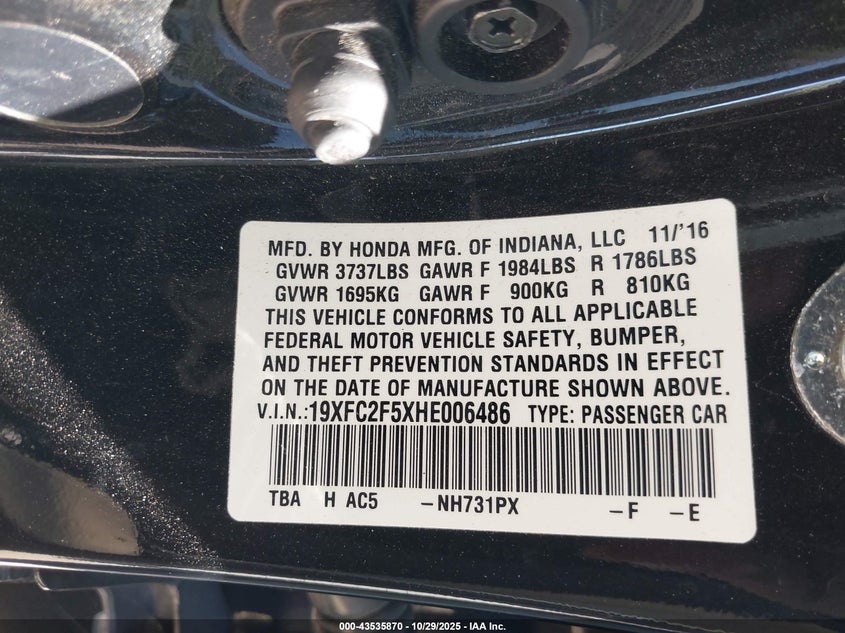 MFD. BY HONDA MFG. OF INDIANA, LLC 11/'16
GVWR 3737LBS GAWR F 1984LBS R 1786LBS
GVWR 1695KG GAWR F 900KG R 810KG
THIS VEHICLE CONFORMS TO ALL APPLICABLE
FEDERAL MOTOR VEHICLE SAFETY, BUMPER,
AND THEFT PREVENTION STANDARDS IN EFFECT
ON THE DATE OF MANUFACTURE SHOWN ABOVE.
V.I.N.:19XFC2F5XHE006486 TYPE: PASSENGER CAR
TBA H AC5 -NH731PX -F -E
000-43535870 - 10/29/2025 - IAA Inc.